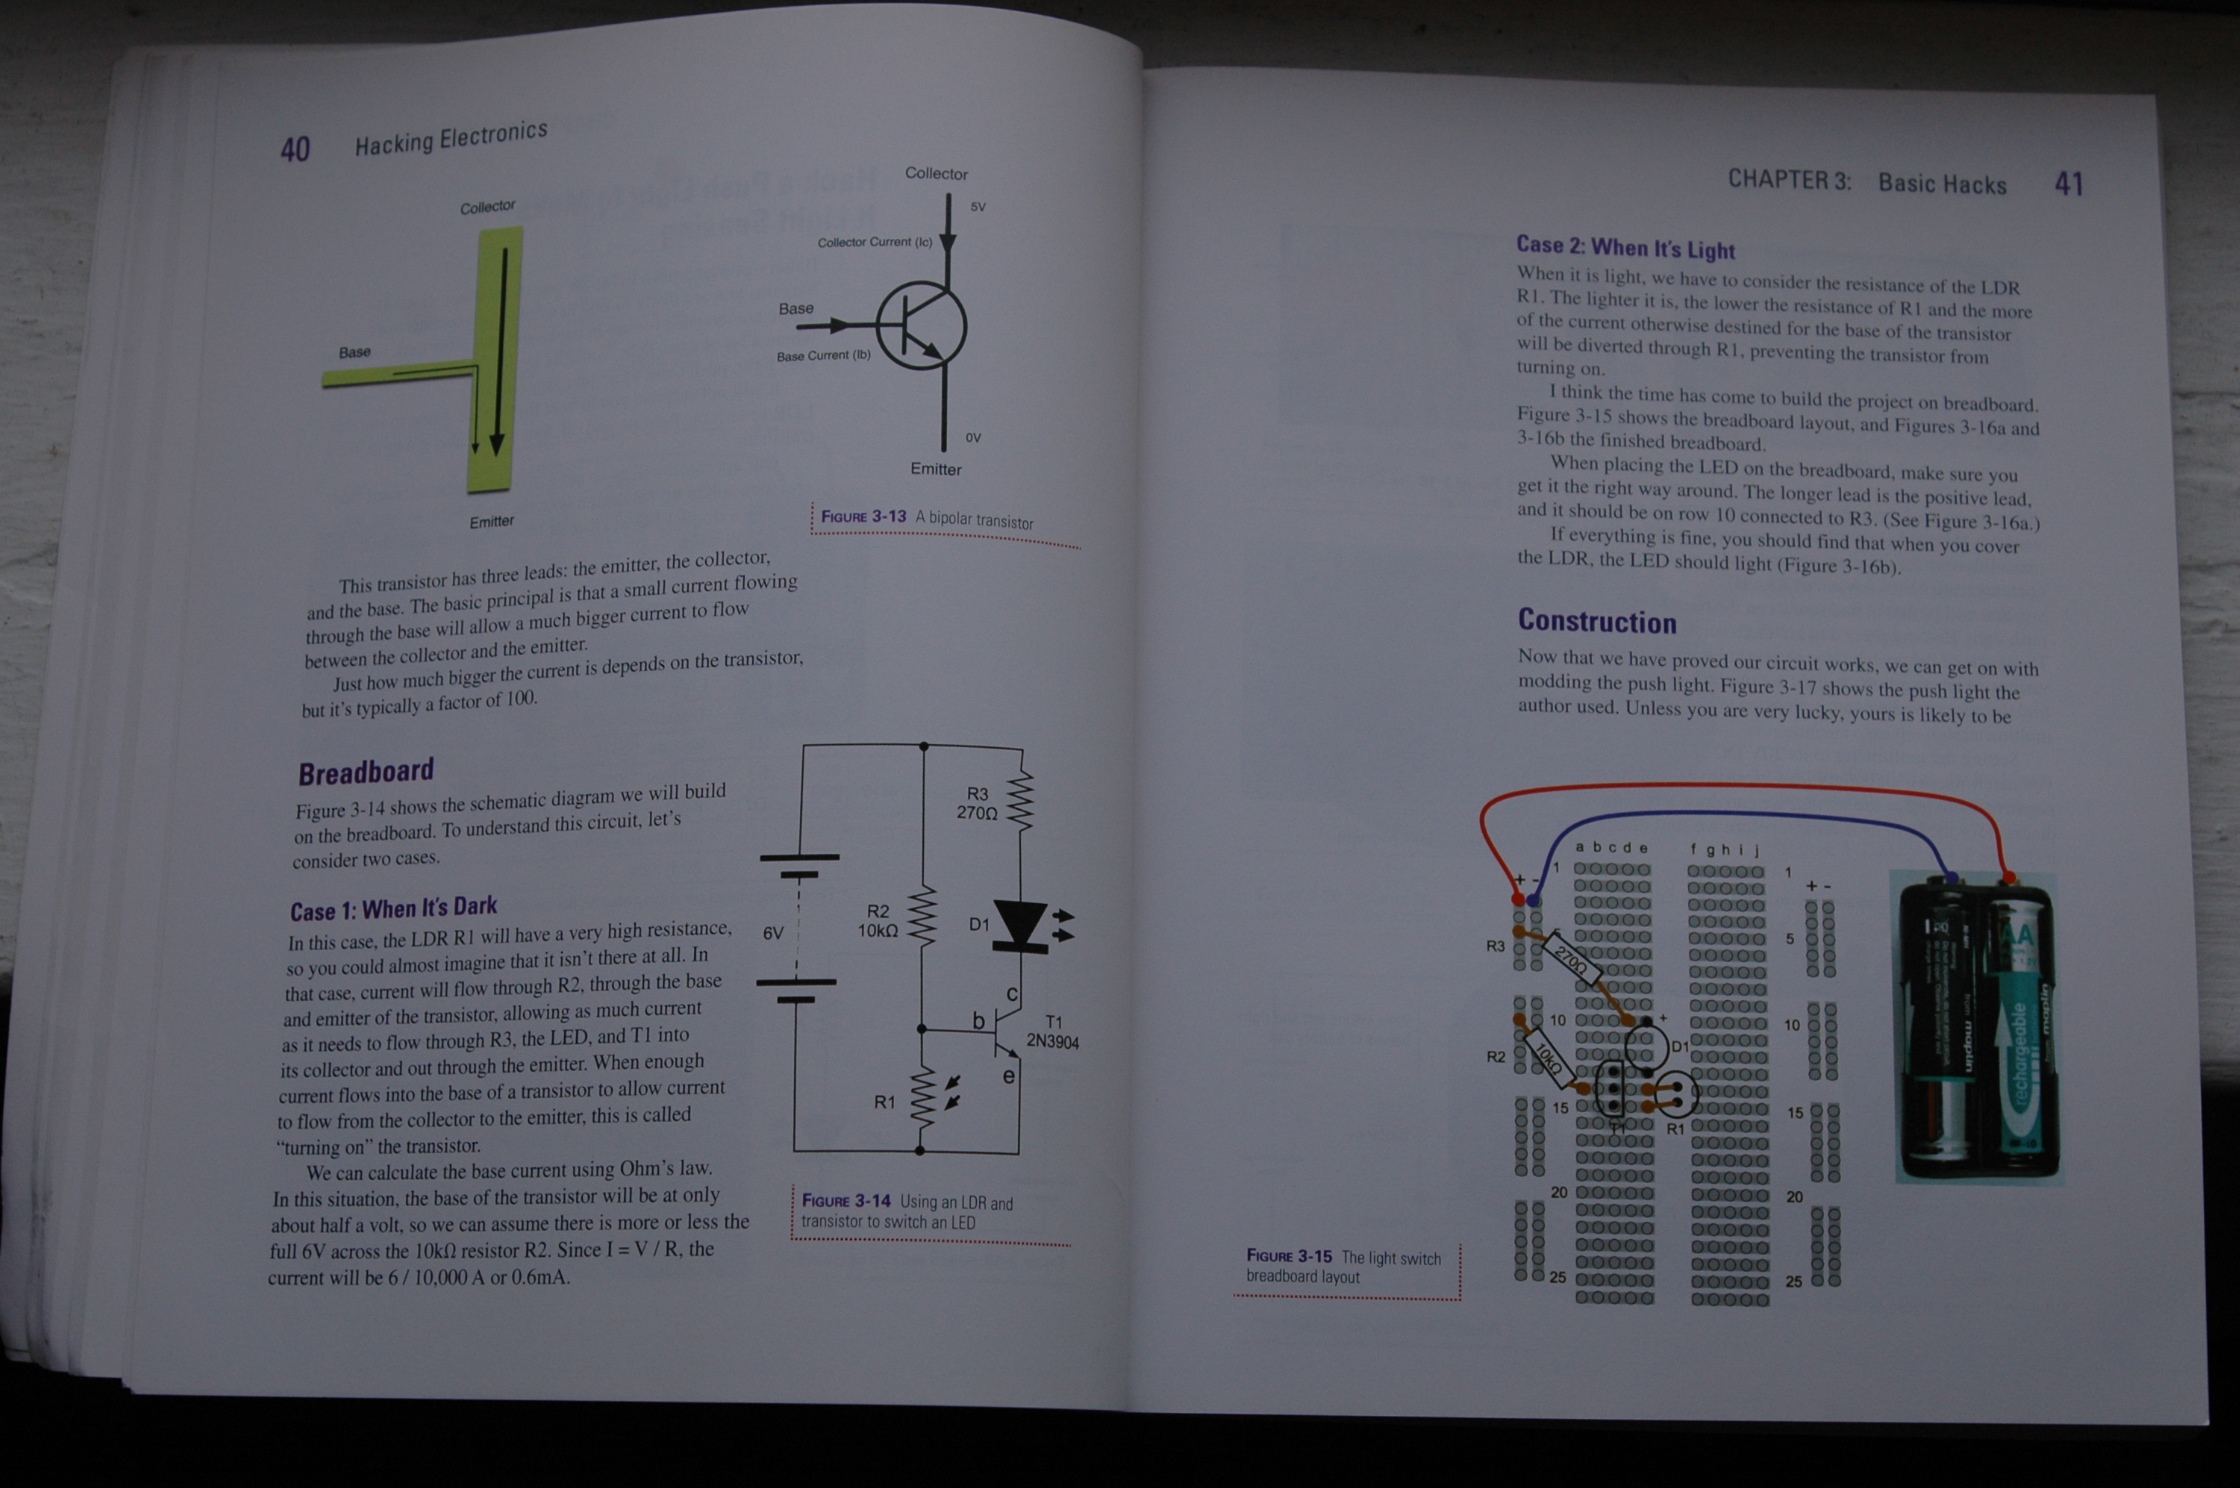 40 Hacking Electronics
Collector
Base
Emitter
Collector
5V
Collector Current (Ic)
Base
Base Current (Ib)
0V
Emitter
FIGURE 3-13 A bipolar transistor
This transistor has three leads: the emitter, the collector,
and the base. The basic principal is that a small current flowing
through the base will allow a much bigger current to flow
between the collector and the emitter.
Just how much bigger the current is depends on the transistor,
but it's typically a factor of 100.
Breadboard
Figure 3-14 shows the schematic diagram we will build
on the breadboard. To understand this circuit, let's
consider two cases.
Case 1: When It's Dark
In this case, the LDR R1 will have a very high resistance,
so you could almost imagine that it isn't there at all. In
that case, current will flow through R2, through the base
and emitter of the transistor, allowing as much current
as it needs to flow through R3, the LED, and T1 into
its collector and out through the emitter. When enough
current flows into the base of a transistor to allow current
to flow from the collector to the emitter, this is called
“turning on” the transistor.
We can calculate the base current using Ohm's law.
In this situation, the base of the transistor will be at only
about half a volt, so we can assume there is more or less the
full 6V across the 10kΩ resistor R2. Since I = V / R, the
current will be 6 / 10,000 A or 0.6mA.
R3
270Ω
R2
10kΩ
D1
6V
c
b
T1
2N3904
e
R1
FIGURE 3-14 Using an LDR and
transistor to switch an LED
CHAPTER 3: Basic Hacks 41
Case 2: When It's Light
When it is light, we have to consider the resistance of the LDR
R1. The lighter it is, the lower the resistance of R1 and the more
of the current otherwise destined for the base of the transistor
will be diverted through R1, preventing the transistor from
turning on.
I think the time has come to build the project on breadboard.
Figure 3-15 shows the breadboard layout, and Figures 3-16a and
3-16b the finished breadboard.
When placing the LED on the breadboard, make sure you
get it the right way around. The longer lead is the positive lead,
and it should be on row 10 connected to R3. (See Figure 3-16a.)
If everything is fine, you should find that when you cover
the LDR, the LED should light (Figure 3-16b).
Construction
Now that we have proved our circuit works, we can get on with
modding the push light. Figure 3-17 shows the push light the
author used. Unless you are very lucky, yours is likely to be
a b c d e f g h i j
1 1
+ - + -
5
R3
270Ω
10 10
+
D1
R2
10kΩ
15 15
T1
R1
20 20
25 25
AA
rechargeable
from maplin
from maplin
FIGURE 3-15 The light switch
breadboard layout